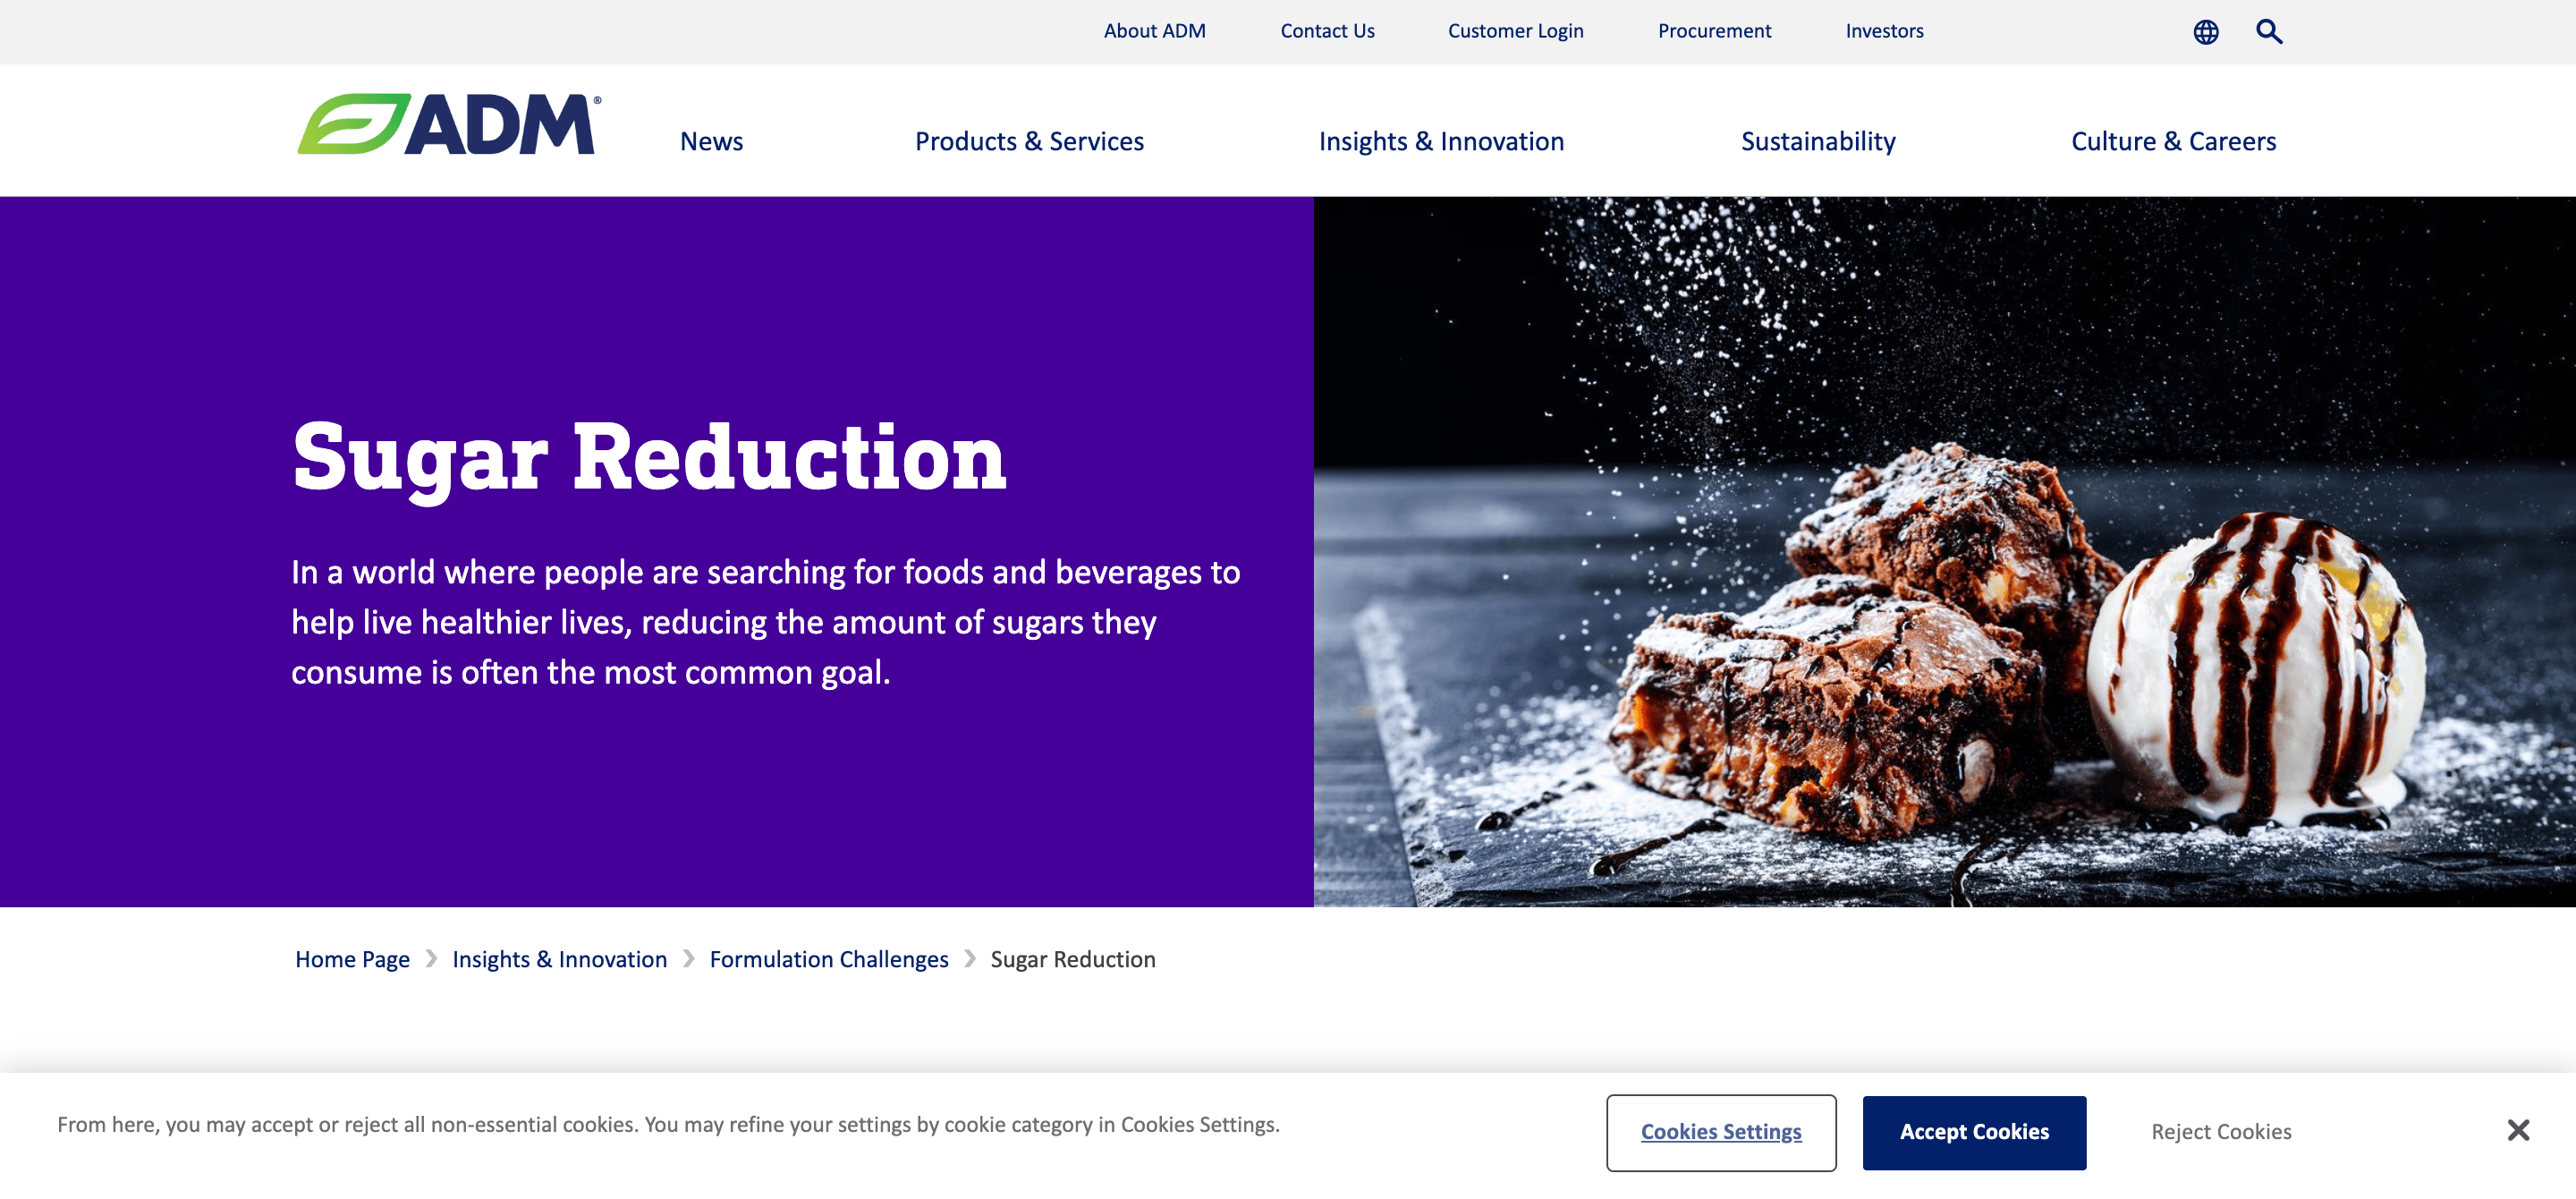 About ADM Contact Us Customer Login Procurement Investors
ADM®
News Products & Services Insights & Innovation Sustainability Culture & Careers
Sugar Reduction
In a world where people are searching for foods and beverages to
help live healthier lives, reducing the amount of sugars they
consume is often the most common goal.
Home Page Insights & Innovation Formulation Challenges Sugar Reduction
From here, you may accept or reject all non-essential cookies. You may refine your settings by cookie category in Cookies Settings.
Cookies Settings Accept Cookies Reject Cookies